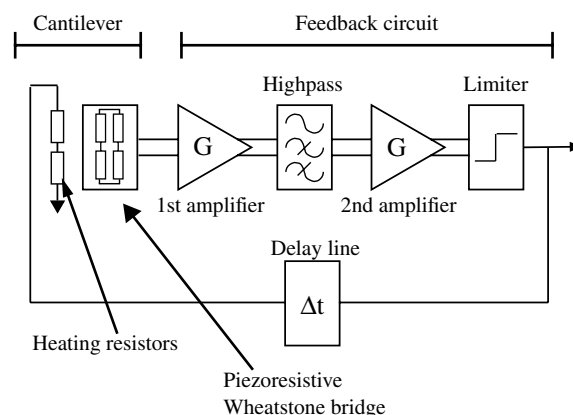 Cantilever
Feedback circuit
Highpass
Limiter
G
G
1st amplifier
2nd amplifier
Delay line
Δt
Heating resistors
Piezoresistive
Wheatstone bridge